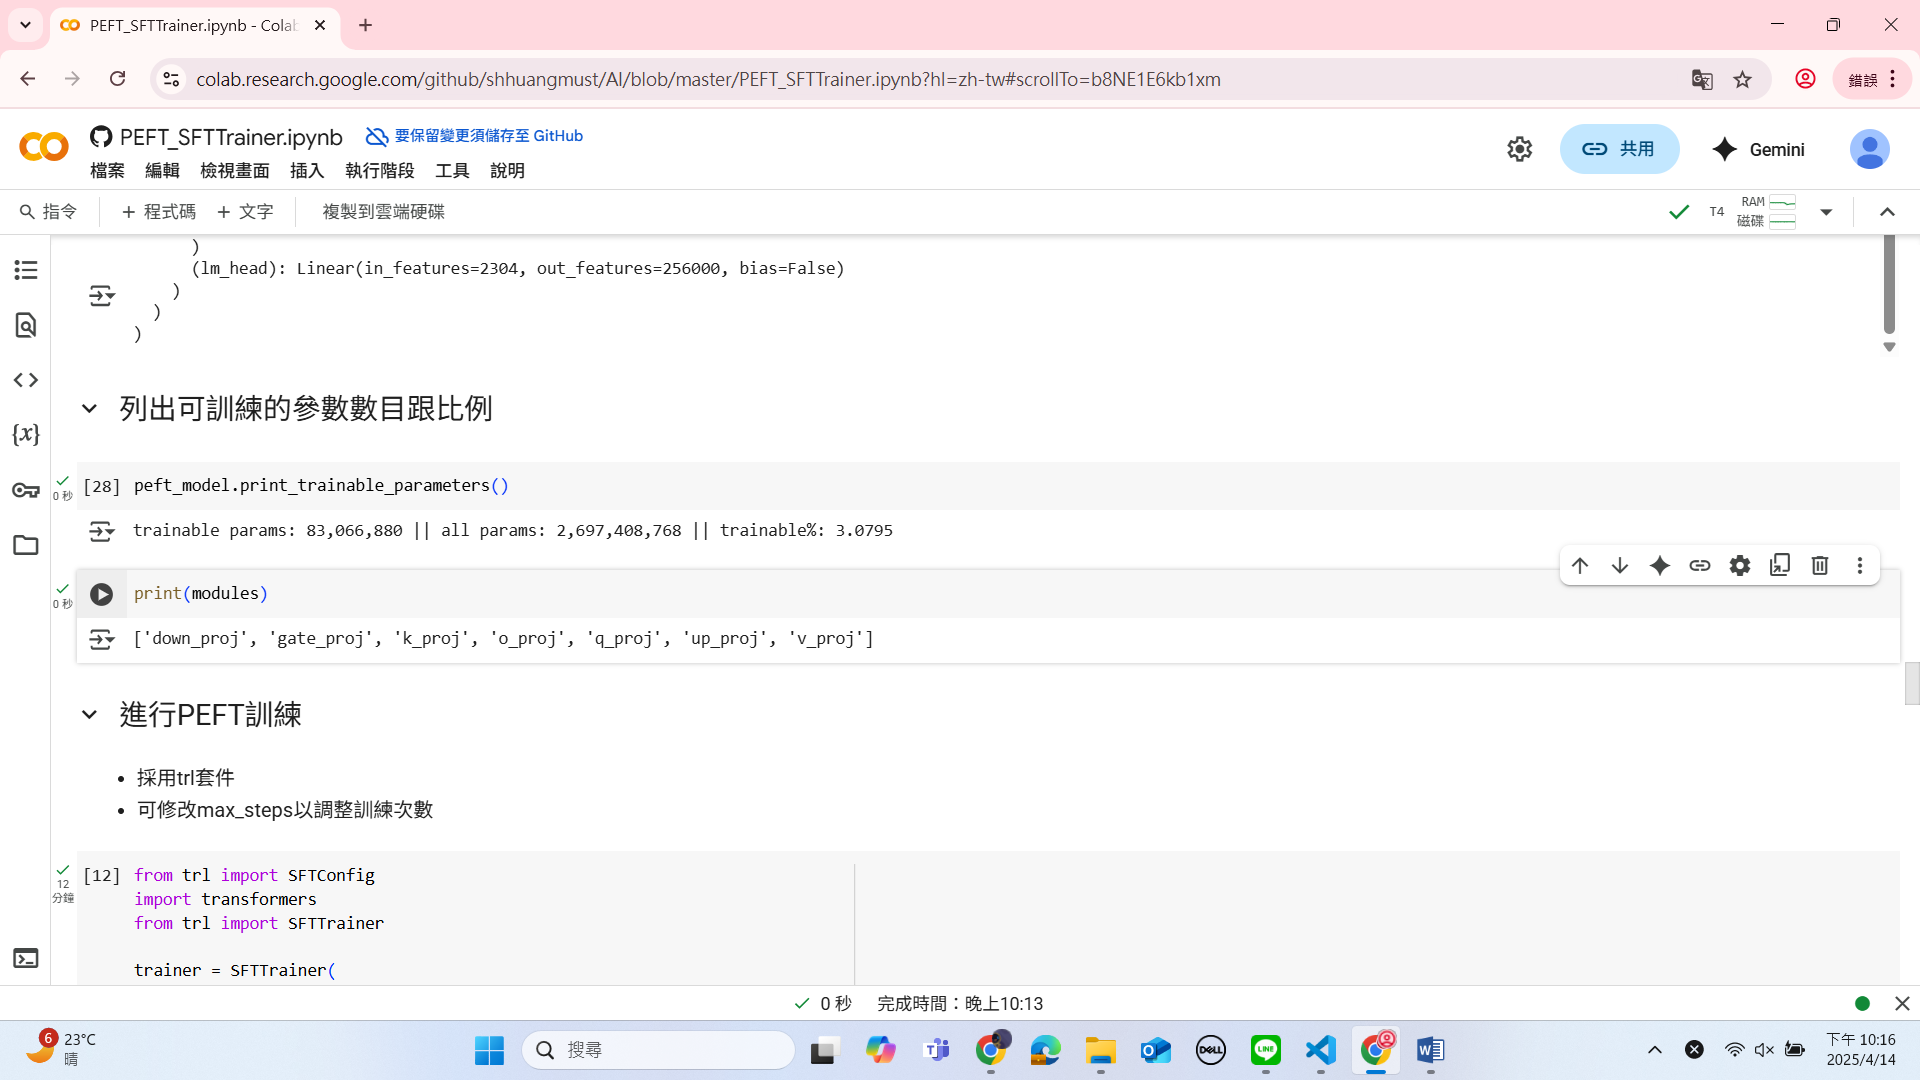 PEFT_SFTTrainer.ipynb - Colab
colab.research.google.com/github/shhuangmust/AI/blob/master/PEFT_SFTTrainer.ipynb?hl=zh-tw#scrollTo=b8NE1E6kb1xm
錯誤
PEFT_SFTTrainer.ipynb
要保留變更須儲存至 GitHub
檔案 編輯 檢視畫面 插入 執行階段 工具 說明
共用
Gemini
指令
+ 程式碼 + 文字
複製到雲端硬碟
T4
RAM
磁碟
)
(lm_head): Linear(in_features=2304, out_features=256000, bias=False)
)
)
)
列出可訓練的參數數目跟比例
0 秒
[28] peft_model.print_trainable_parameters()
trainable params: 83,066,880 || all params: 2,697,408,768 || trainable%: 3.0795
0 秒
print(modules)
['down_proj', 'gate_proj', 'k_proj', 'o_proj', 'q_proj', 'up_proj', 'v_proj']
進行PEFT訓練
• 採用trl套件
• 可修改max_steps以調整訓練次數
12
分鐘
[12] from trl import SFTConfig
import transformers
from trl import SFTTrainer
trainer = SFTTrainer(
0 秒 完成時間：晚上10:13
6
23°C
晴
搜尋
DELL
LINE
下午 10:16
2025/4/14